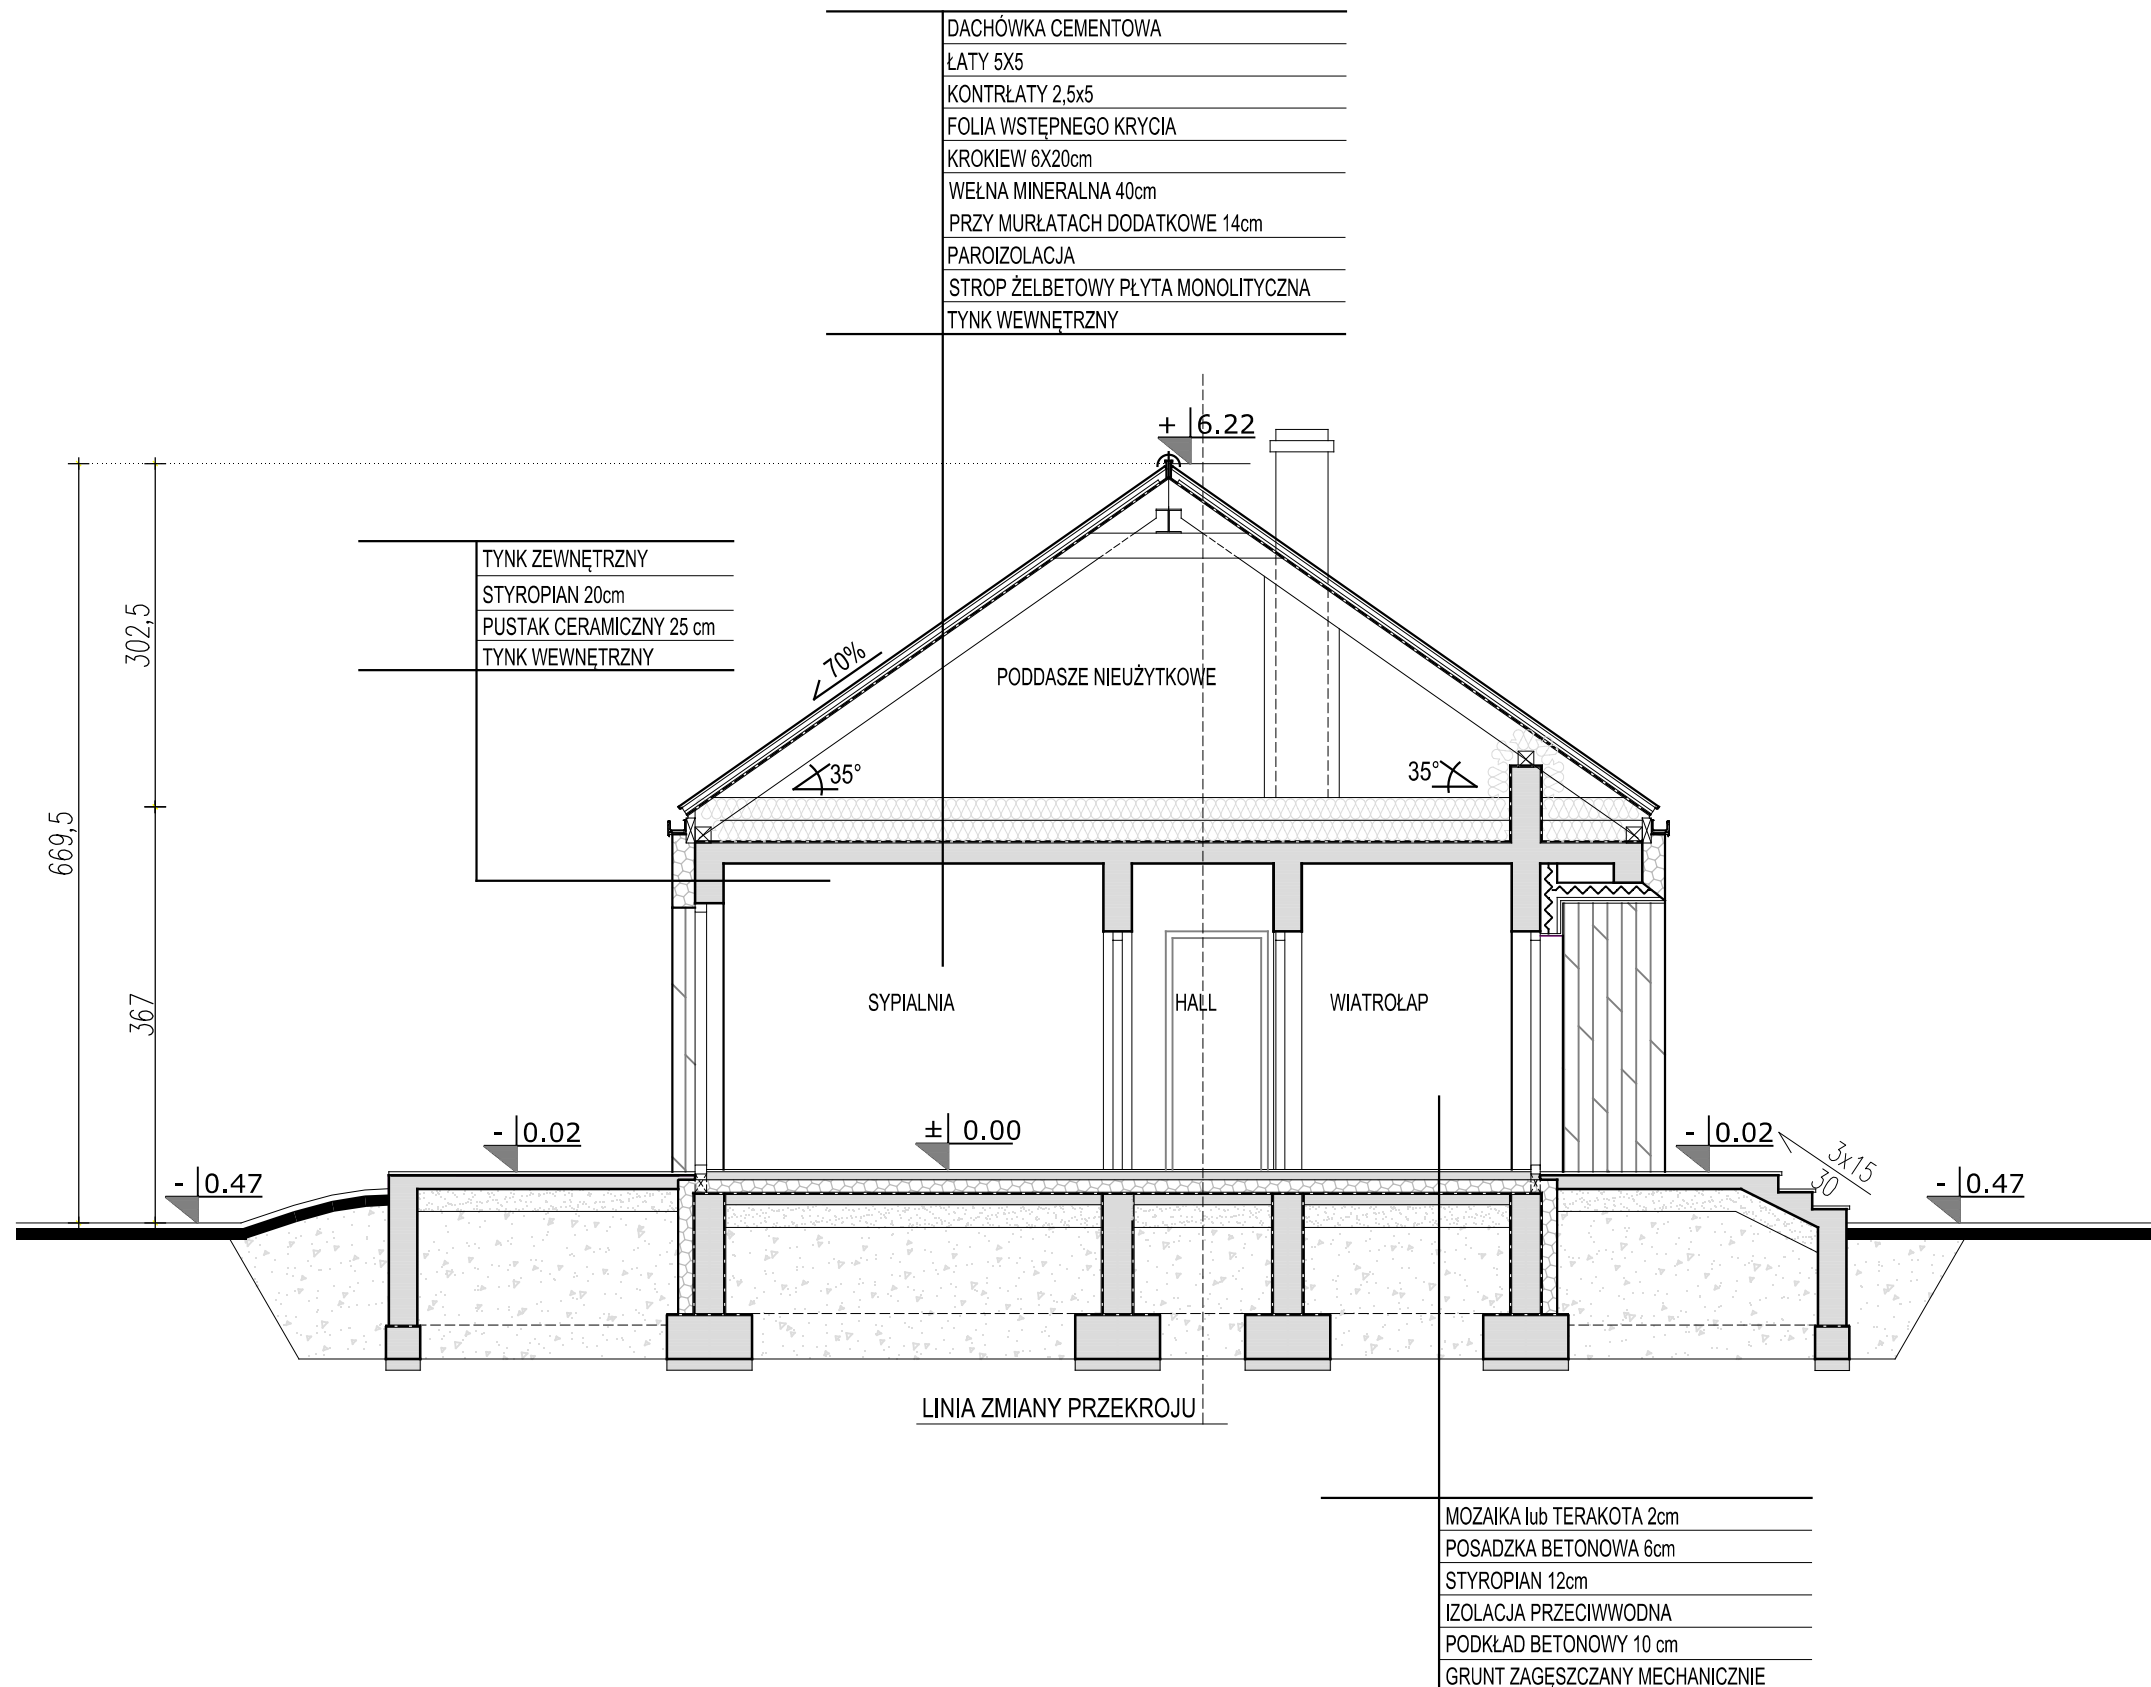 DACHÓWKA CEMENTOWA
ŁATY 5X5
KONTRŁATY 2,5x5
FOLIA WSTĘPNEGO KRYCIA
KROKIEW 6X20cm
WEŁNA MINERALNA 40cm
PRZY MURŁATACH DODATKOWE 14cm
PAROIZOLACJA
STROP ŻELBETOWY PŁYTA MONOLITYCZNA
TYNK WEWNĘTRZNY
+ 6.22
TYNK ZEWNĘTRZNY
STYROPIAN 20cm
PUSTAK CERAMICZNY 25 cm
TYNK WEWNĘTRZNY
302,5
70%
PODDASZE NIEUŻYTKOWE
35°
35°
669,5
367
SYPIALNIA
HALL
WIATROŁAP
- 0.02
± 0.00
- 0.02
3x15
30
- 0.47
- 0.47
LINIA ZMIANY PRZEKROJU
MOZAIKA lub TERAKOTA 2cm
POSADZKA BETONOWA 6cm
STYROPIAN 12cm
IZOLACJA PRZECIWWODNA
PODKŁAD BETONOWY 10 cm
GRUNT ZAGĘSZCZANY MECHANICZNIE